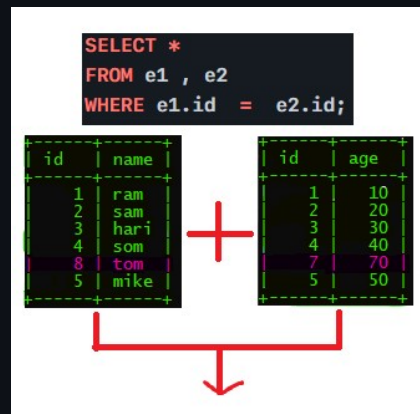 SELECT *
FROM e1 , e2
WHERE e1.id = e2.id;
+------+------+
| id | name |
+------+------+
| 1 | ram |
| 2 | sam |
| 3 | hari |
| 4 | som |
| 8 | tom |
| 5 | mike |
+------+------+
+
+------+------+
| id | age |
+------+------+
| 1 | 10 |
| 2 | 20 |
| 3 | 30 |
| 4 | 40 |
| 7 | 70 |
| 5 | 50 |
+------+------+